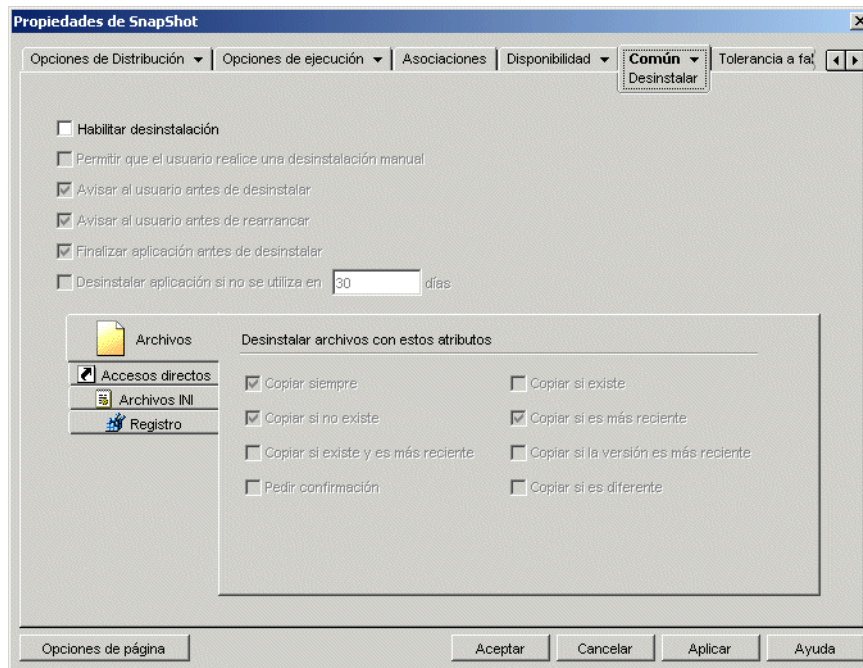 Propiedades de SnapShot
Opciones de Distribución Opciones de ejecución Asociaciones Disponibilidad Común Tolerancia a
Desinstalar
Habilitar desinstalación
Permitir que el usuario realice una desinstalación manual
Avisar al usuario antes de desinstalar
Avisar al usuario antes de rearrancar
Finalizar aplicación antes de desinstalar
Desinstalar aplicación si no se utiliza en 30 días
Archivos
Accesos directos
Archivos INI
Registro
Desinstalar archivos con estos atributos
Copiar siempre Copiar si existe
Copiar si no existe Copiar si es más reciente
Copiar si existe y es más reciente Copiar si la versión es más reciente
Pedir confirmación Copiar si es diferente
Opciones de página Aceptar Cancelar Aplicar Ayuda